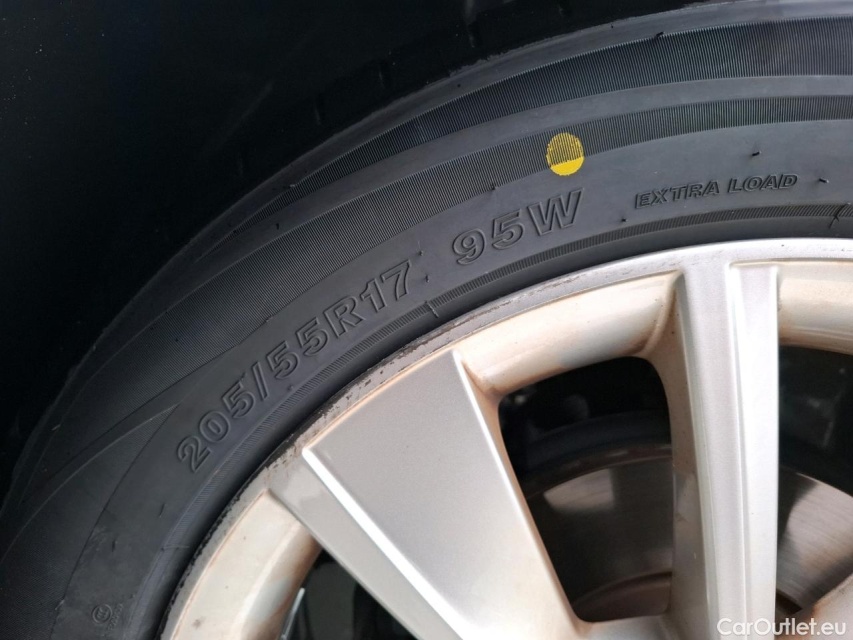 205/55R17 95W
EXTRA LOAD
CarOutlet.eu